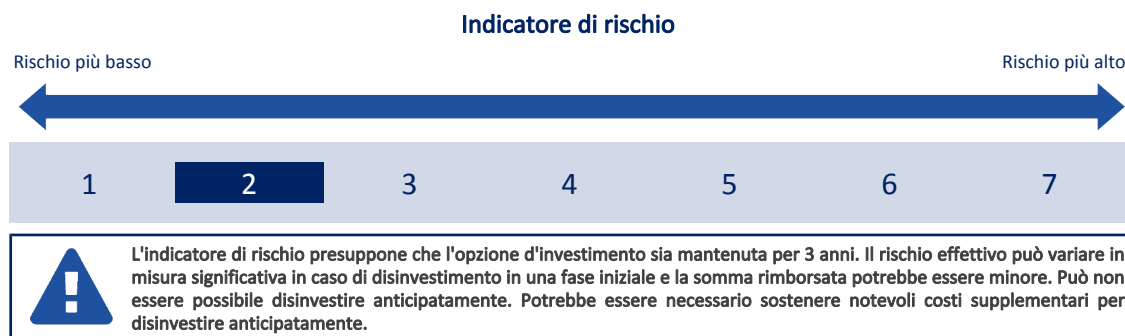 Indicatore di rischio
Rischio più basso
Rischio più alto
1 2 3 4 5 6 7
L'indicatore di rischio presuppone che l'opzione d'investimento sia mantenuta per 3 anni. Il rischio effettivo può variare in
misura significativa in caso di disinvestimento in una fase iniziale e la somma rimborsata potrebbe essere minore. Può non
essere possibile disinvestire anticipatamente. Potrebbe essere necessario sostenere notevoli costi supplementari per
disinvestire anticipatamente.